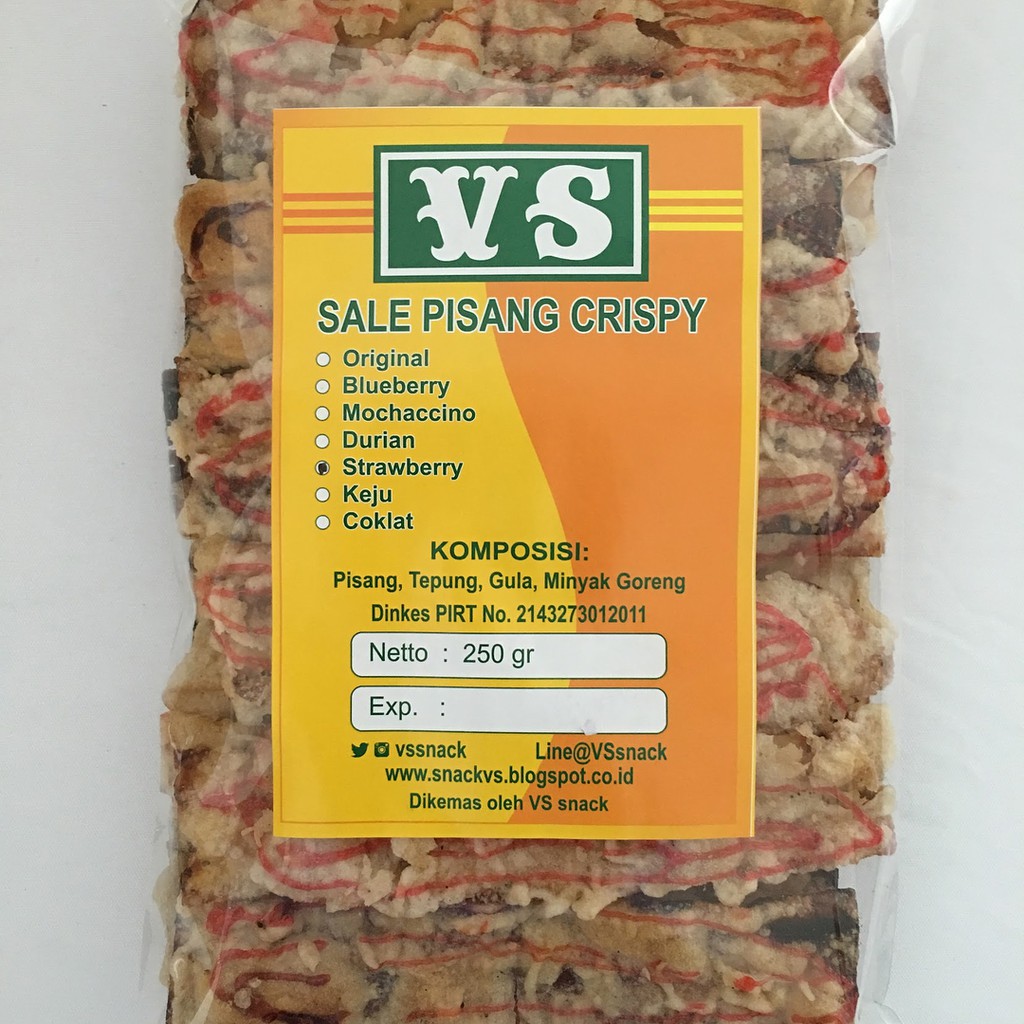 VS
SALE PISANG CRISPY
Original
Blueberry
Mochaccino
Durian
Strawberry
Keju
Coklat
KOMPOSISI:
Pisang, Tepung, Gula, Minyak Goreng
Dinkes PIRT No. 2143273012011
Netto : 250 gr
Exp. :
vssnack Line@VSsnack
www.snackvs.blogspot.co.id
Dikemas oleh VS snack